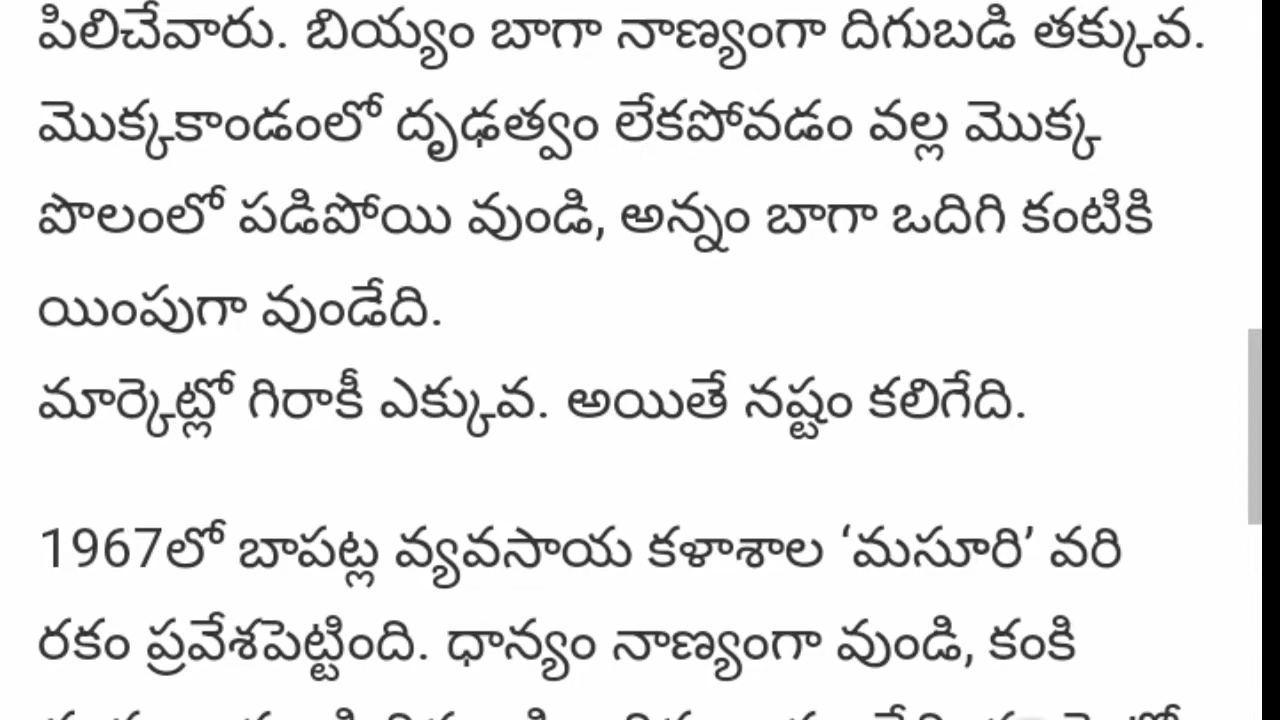 పిలిచేవారు. బియ్యం బాగా నాణ్యంగా దిగుబడి తక్కువ.
మొక్కకాండంలో దృఢత్వం లేకపోవడం వల్ల మొక్క
పొలంలో పడిపోయి వుండి, అన్నం బాగా ఒదిగి కంటికి
యింపుగా వుండేది.
మార్కెట్లో గిరాకీ ఎక్కువ. అయితే నష్టం కలిగేది.
1967లో బాపట్ల వ్యవసాయ కళాశాల ‘మసూరి’ వరి
రకం ప్రవేశపెట్టింది. ధాన్యం నాణ్యంగా వుండి, కంకి